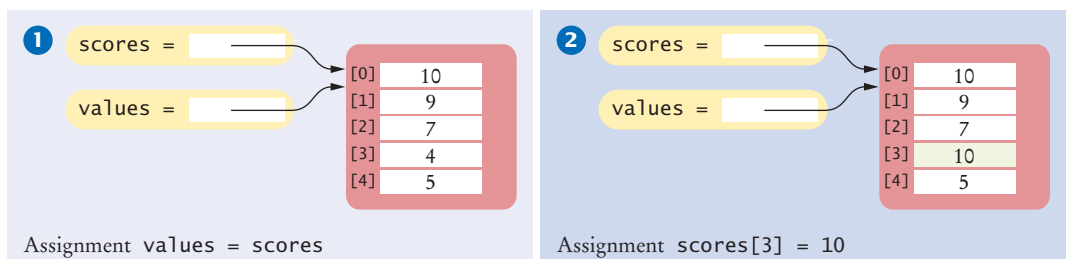 1
scores =
values =
[0] 10
[1] 9
[2] 7
[3] 4
[4] 5
Assignment values = scores
2
scores =
values =
[0] 10
[1] 9
[2] 7
[3] 10
[4] 5
Assignment scores[3] = 10